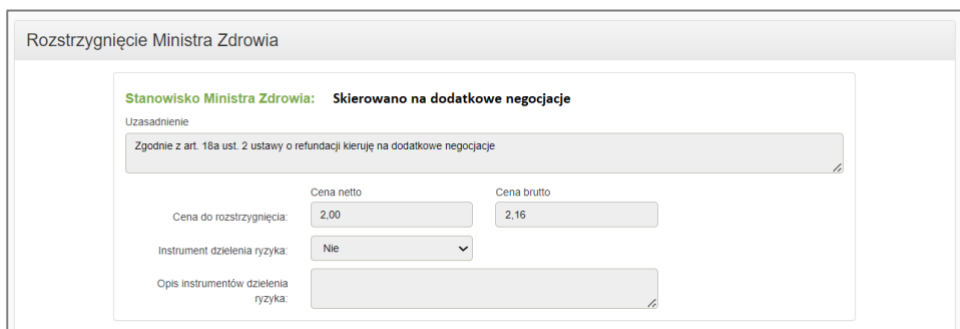 Rozstrzygnięcie Ministra Zdrowia
Stanowisko Ministra Zdrowia: Skierowano na dodatkowe negocjacje
Uzasadnienie
Zgodnie z art. 18a ust. 2 ustawy o refundacji kieruję na dodatkowe negocjacje
Cena netto Cena brutto
Cena do rozstrzygnięcia: 2,00 2,16
Instrument dzielenia ryzyka: Nie
Opis instrumentów dzielenia
ryzyka: